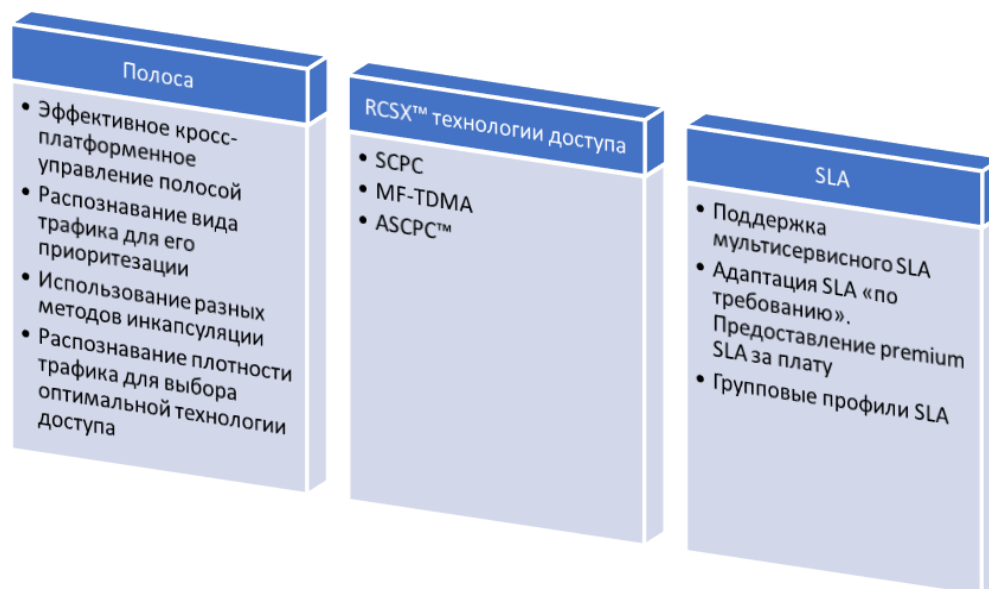 Полоса
• Эффективное кросс-
платформенное
управление полосой
• Распознавание вида
трафика для его
приоритезации
• Использование разных
методов инкапсуляции
• Распознавание плотности
трафика для выбора
оптимальной технологии
доступа
RCSX™ технологии доступа
• SCPC
• MF-TDMA
• ASCPC™
SLA
• Поддержка
мультисервисного SLA
• Адаптация SLA «по
требованию».
Предоставление premium
SLA за плату
• Групповые профили SLA